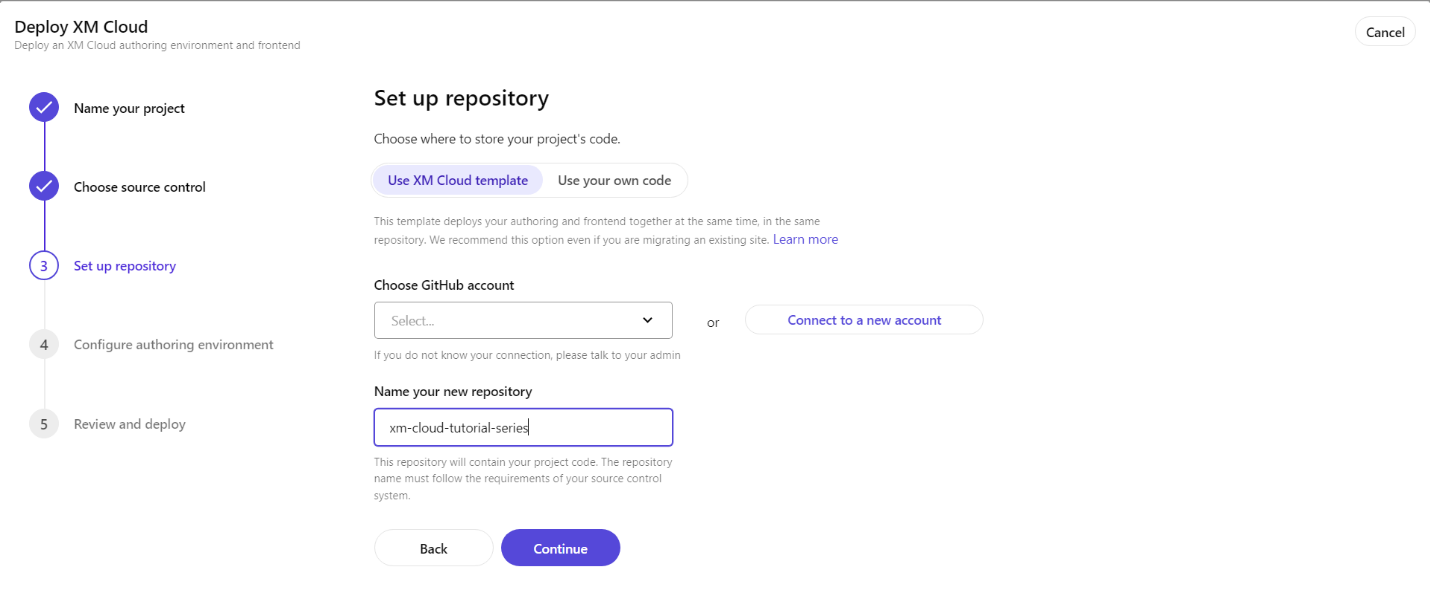 Deploy XM Cloud
Deploy an XM Cloud authoring environment and frontend
Cancel
Name your project
Choose source control
3 Set up repository
4 Configure authoring environment
5 Review and deploy
Set up repository
Choose where to store your project's code.
Use XM Cloud template Use your own code
This template deploys your authoring and frontend together at the same time, in the same
repository. We recommend this option even if you are migrating an existing site. Learn more
Choose GitHub account
Select... or Connect to a new account
If you do not know your connection, please talk to your admin
Name your new repository
xm-cloud-tutorial-series
This repository will contain your project code. The repository
name must follow the requirements of your source control
system.
Back Continue